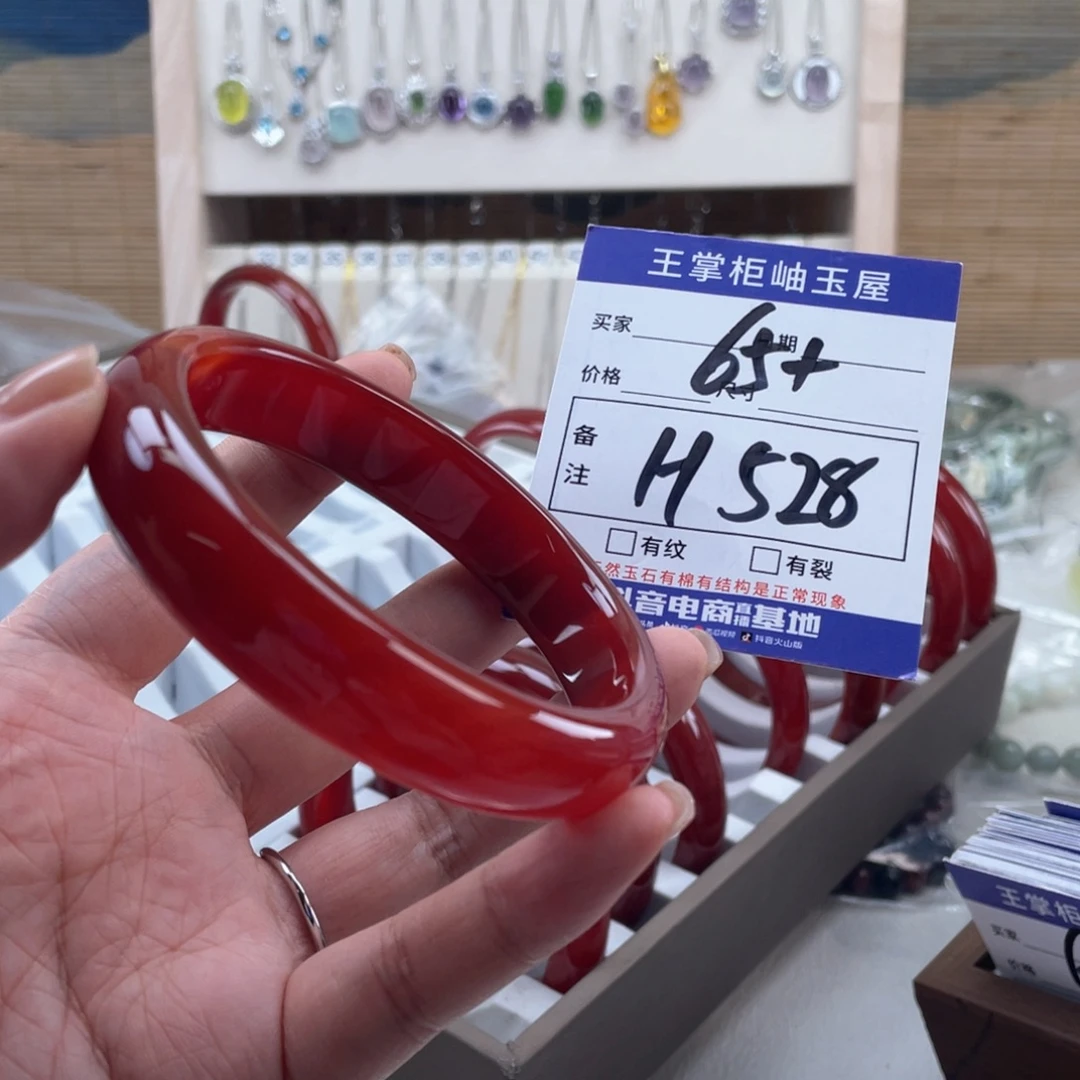 王掌柜岫玉屋
买家
期
65+
价格
尺寸
备注
H 528
有纹
有裂
然玉石有棉有结构是正常现象
抖音电商直播基地
抖音火山版
王掌柜
买家
价格